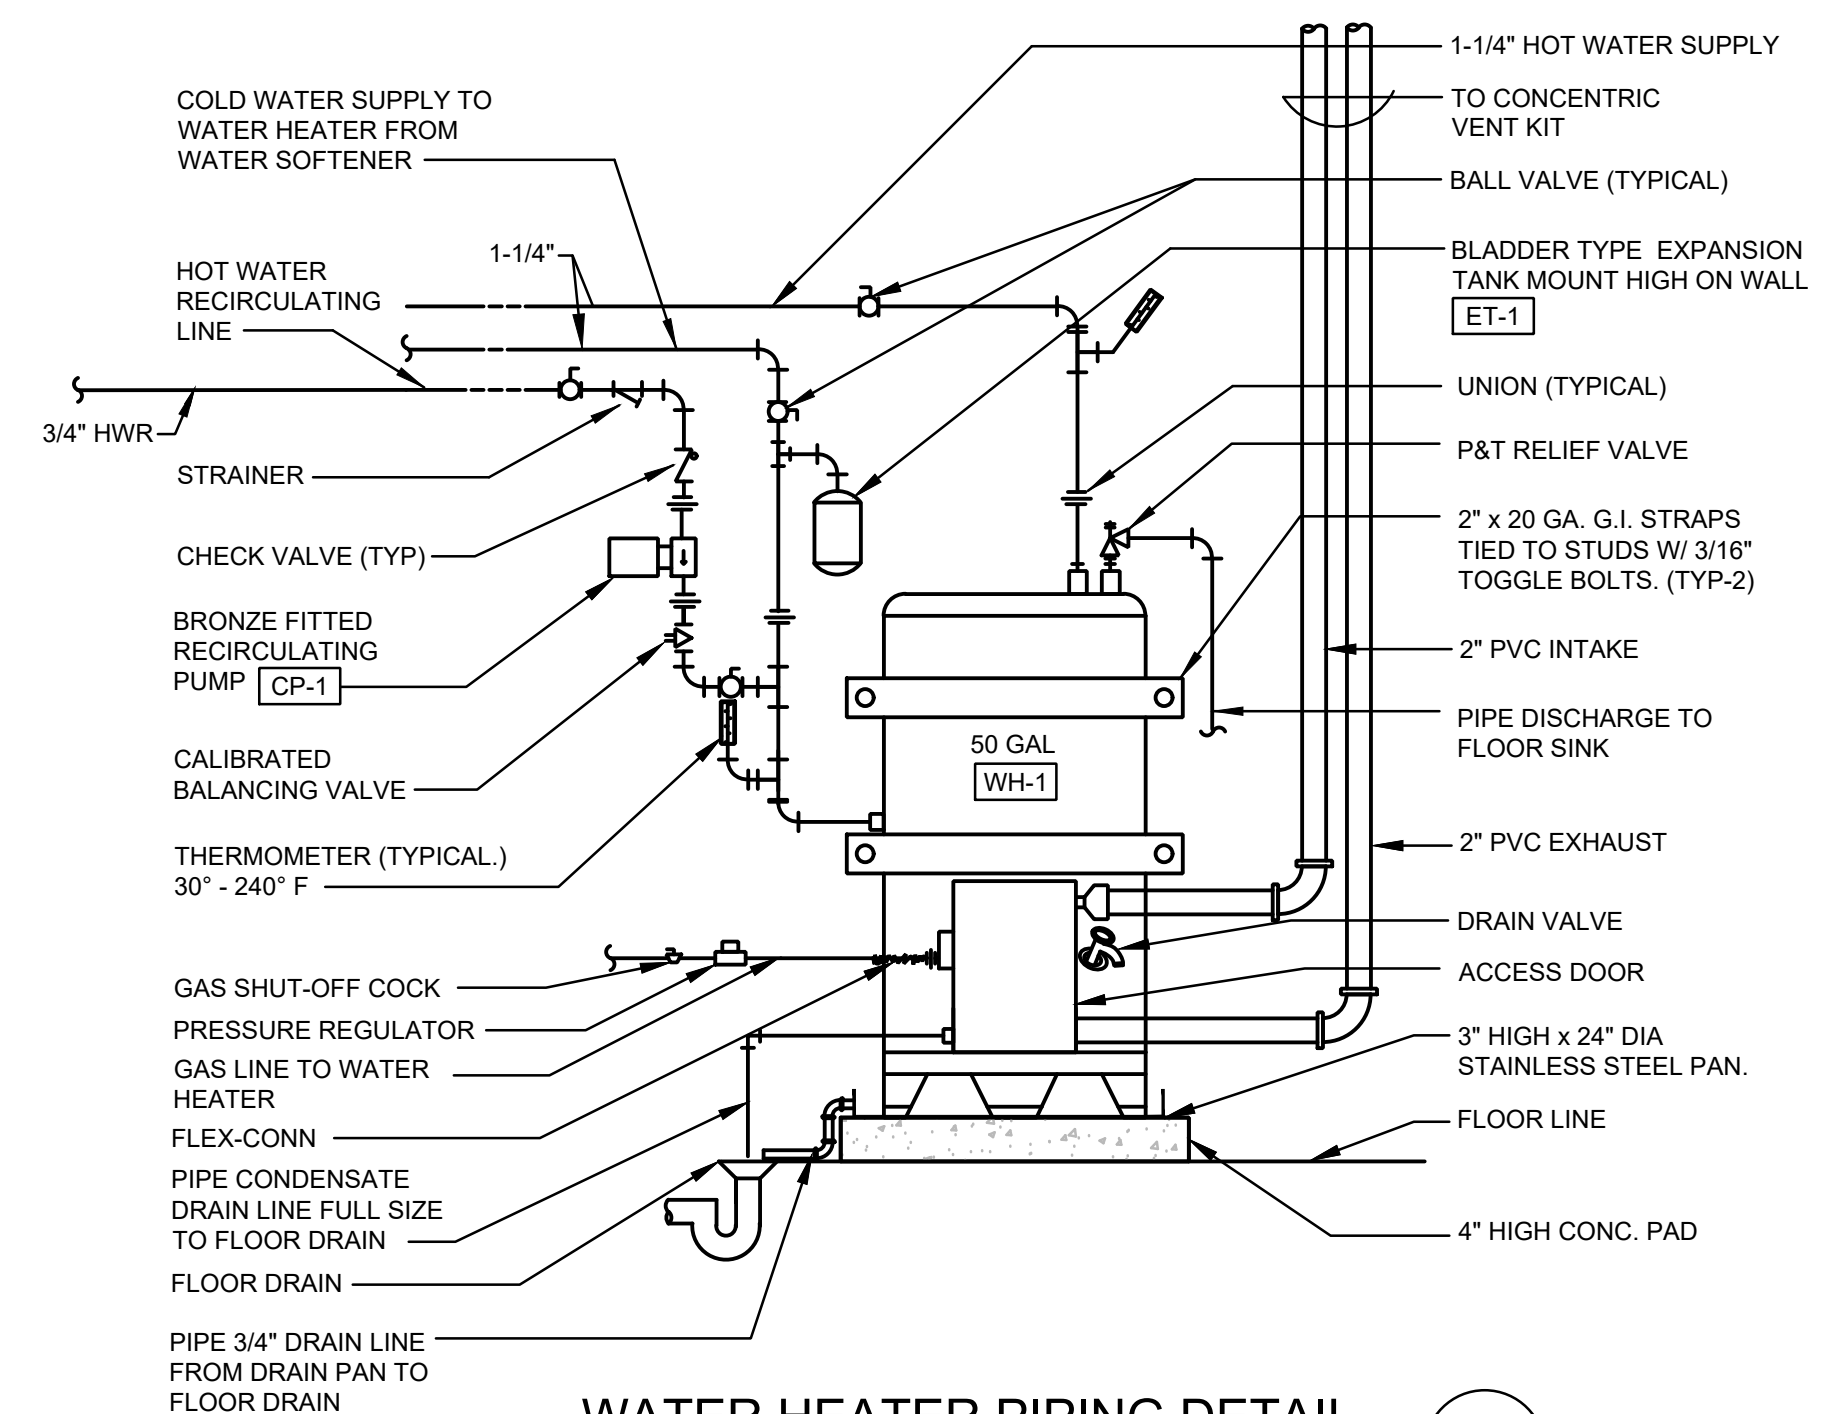 COLD WATER SUPPLY TO
WATER HEATER FROM
WATER SOFTENER
1-1/4"
HOT WATER
RECIRCULATING
LINE
3/4" HWR
STRAINER
CHECK VALVE (TYP)
BRONZE FITTED
RECIRCULATING
PUMP CP-1
CALIBRATED
BALANCING VALVE
THERMOMETER (TYPICAL.)
30° - 240° F
GAS SHUT-OFF COCK
PRESSURE REGULATOR
GAS LINE TO WATER
HEATER
FLEX-CONN
PIPE CONDENSATE
DRAIN LINE FULL SIZE
TO FLOOR DRAIN
FLOOR DRAIN
PIPE 3/4" DRAIN LINE
FROM DRAIN PAN TO
FLOOR DRAIN
50 GAL
WH-1
1-1/4" HOT WATER SUPPLY
TO CONCENTRIC
VENT KIT
BALL VALVE (TYPICAL)
BLADDER TYPE EXPANSION
TANK MOUNT HIGH ON WALL
ET-1
UNION (TYPICAL)
P&T RELIEF VALVE
2" x 20 GA. G.I. STRAPS
TIED TO STUDS W/ 3/16"
TOGGLE BOLTS. (TYP-2)
2" PVC INTAKE
PIPE DISCHARGE TO
FLOOR SINK
2" PVC EXHAUST
DRAIN VALVE
ACCESS DOOR
3" HIGH x 24" DIA
STAINLESS STEEL PAN.
FLOOR LINE
4" HIGH CONC. PAD
WATER HEATER PIPING DETAIL